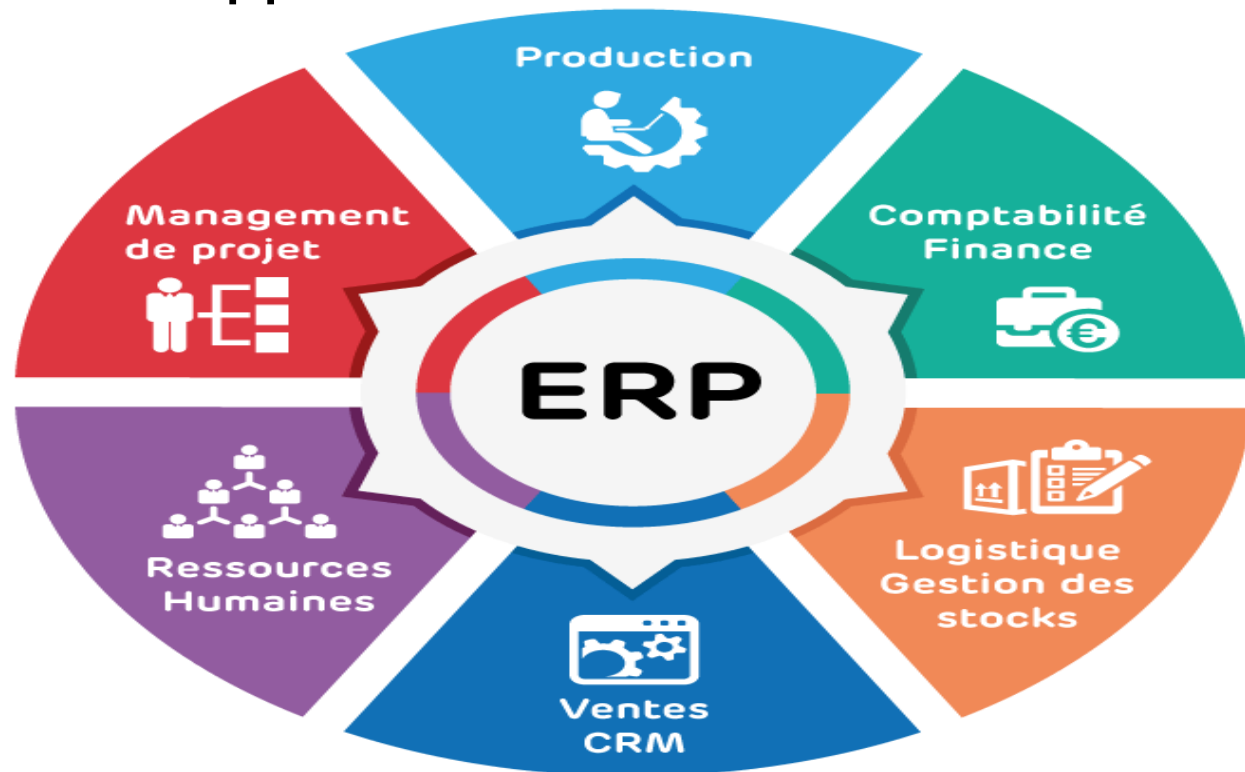 Production
Management
de projet
Comptabilité
Finance
ERP
€
Ressources
Humaines
Logistique
Gestion des
stocks
Ventes
CRM